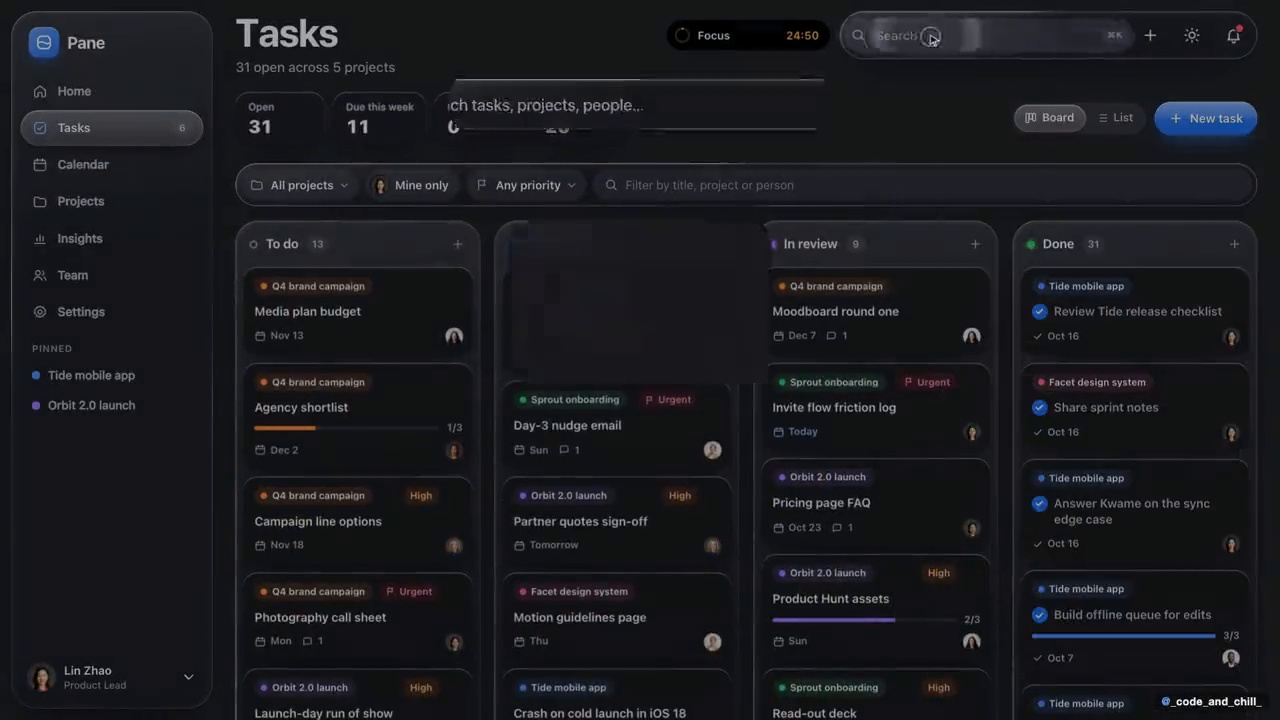 Pane
Home
Tasks 6
Calendar
Projects
Insights
Team
Settings
PINNED
Tide mobile app
Orbit 2.0 launch
Lin Zhao
Product Lead
Tasks
31 open across 5 projects
Focus 24:50
Search ⌘K
ch tasks, projects, people...
Open
31
Due this week
11
Board
List
+ New task
All projects
Mine only
Any priority
Filter by title, project or person
To do 13 +
Q4 brand campaign
Media plan budget
Nov 13
Q4 brand campaign
Agency shortlist
1/3
Dec 2
Q4 brand campaign High
Campaign line options
Nov 18
Q4 brand campaign Urgent
Photography call sheet
Mon 1
Orbit 2.0 launch High
Launch-day run of show
Sprout onboarding Urgent
Day-3 nudge email
Sun 1
Orbit 2.0 launch High
Partner quotes sign-off
Tomorrow
Facet design system
Motion guidelines page
Thu
Tide mobile app
Crash on cold launch in iOS 18
In review 9 +
Q4 brand campaign
Moodboard round one
Dec 7 1
Sprout onboarding Urgent
Invite flow friction log
Today
Orbit 2.0 launch
Pricing page FAQ
Oct 23 1
Orbit 2.0 launch High
Product Hunt assets
2/3
Sun
Sprout onboarding High
Read-out deck
Done 31 +
Tide mobile app
Review Tide release checklist
Oct 16
Facet design system
Share sprint notes
Oct 16
Tide mobile app
Answer Kwame on the sync
edge case
Oct 16
Tide mobile app
Build offline queue for edits
3/3
Oct 7
Tide mobile app
@_code_and_chill_